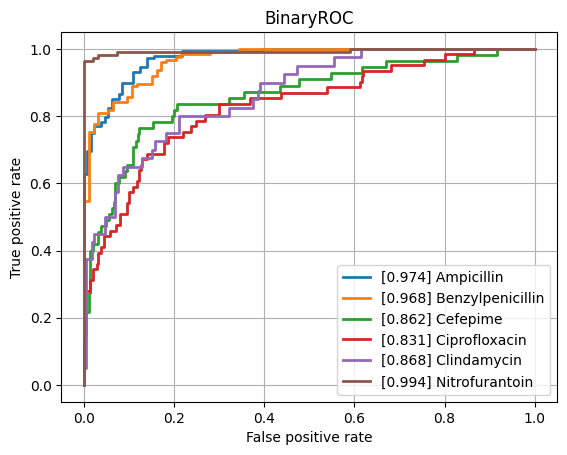 BinaryROC
True positive rate
1.0
0.8
0.6
0.4
0.2
0.0
[0.974] Ampicillin
[0.968] Benzylpenicillin
[0.862] Cefepime
[0.831] Ciprofloxacin
[0.868] Clindamycin
[0.994] Nitrofurantoin
0.0 0.2 0.4 0.6 0.8 1.0
False positive rate